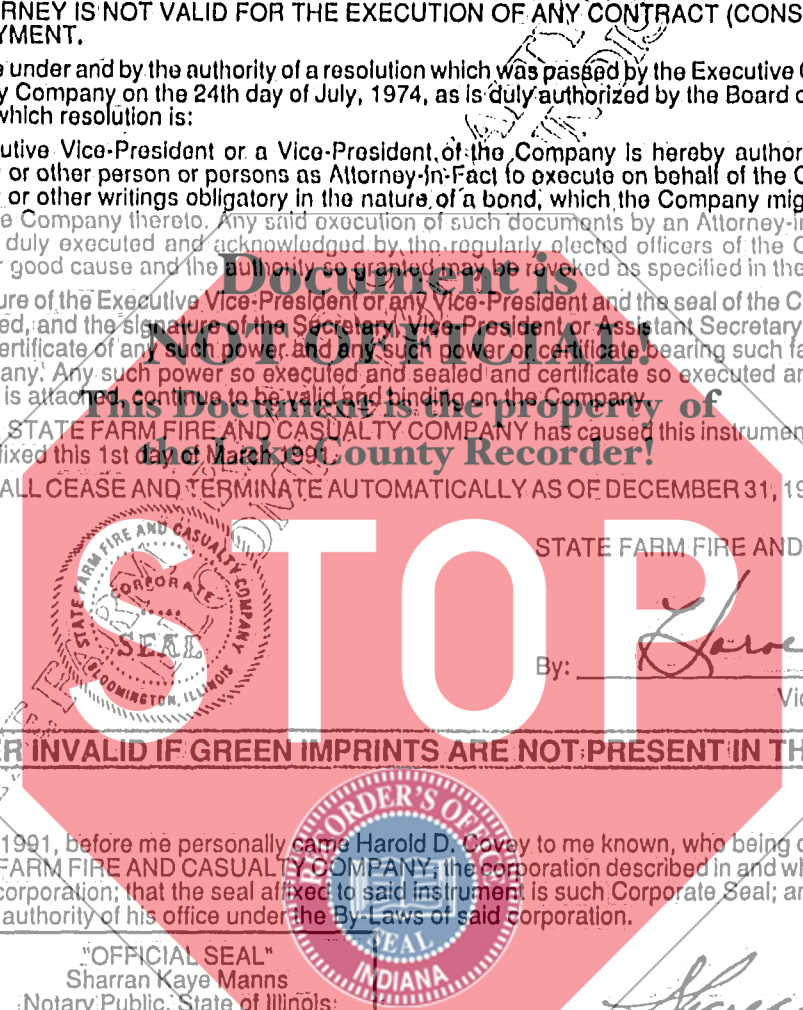 RNEY IS NOT VALID FOR THE EXECUTION OF ANY CONTRACT (CONS
YMENT.
e under and by the authority of a resolution which was passed by the Executive C
y Company on the 24th day of July, 1974, as is duly authorized by the Board o
which resolution is:
utive Vice-President or a Vice-President of the Company is hereby author
or other person or persons as Attorney-in-Fact to execute on behalf of the C
r or other writings obligatory in the nature of a bond, which the Company mig
e Company thereto. Any said execution of such documents by an Attorney-in
duly executed and acknowledged by the regularly elected officers of the C
r good cause and the authority so granted may be revoked as specified in the
Document is
ure of the Executive Vice-President or any Vice-President and the seal of the C
ed, and the signature of the Secretary, Vice-President or Assistant Secretary
NOT OFFICIAL!
ertificate of any such power and any such power or certificate bearing such fa
any. Any such power so executed and sealed and certificate so executed an
is attached, continue to be valid and binding on the Company.
This Document is the property of
STATE FARM FIRE AND CASUALTY COMPANY has caused this instrumen
fixed this 1st day of March 1991.
the Lake County Recorder!
ALL CEASE AND TERMINATE AUTOMATICALLY AS OF DECEMBER 31, 19
STOP
STATE FARM FIRE AND CASUALTY COMPANY
CORPORATE
SEAL
BLOOMINGTON, ILLINOIS
STATE FARM FIRE AND
By:
Vic
R INVALID IF GREEN IMPRINTS ARE NOT PRESENT IN TH
1991, before me personally came Harold D. Covey to me known, who being d
FARM FIRE AND CASUALTY COMPANY, the corporation described in and wh
corporation; that the seal affixed to said instrument is such Corporate Seal; an
authority of his office under the By-Laws of said corporation.
RECORDER'S OFFICE
SEAL
INDIANA
"OFFICIAL SEAL"
Sharran Kaye Manns
Notary Public, State of Illinois